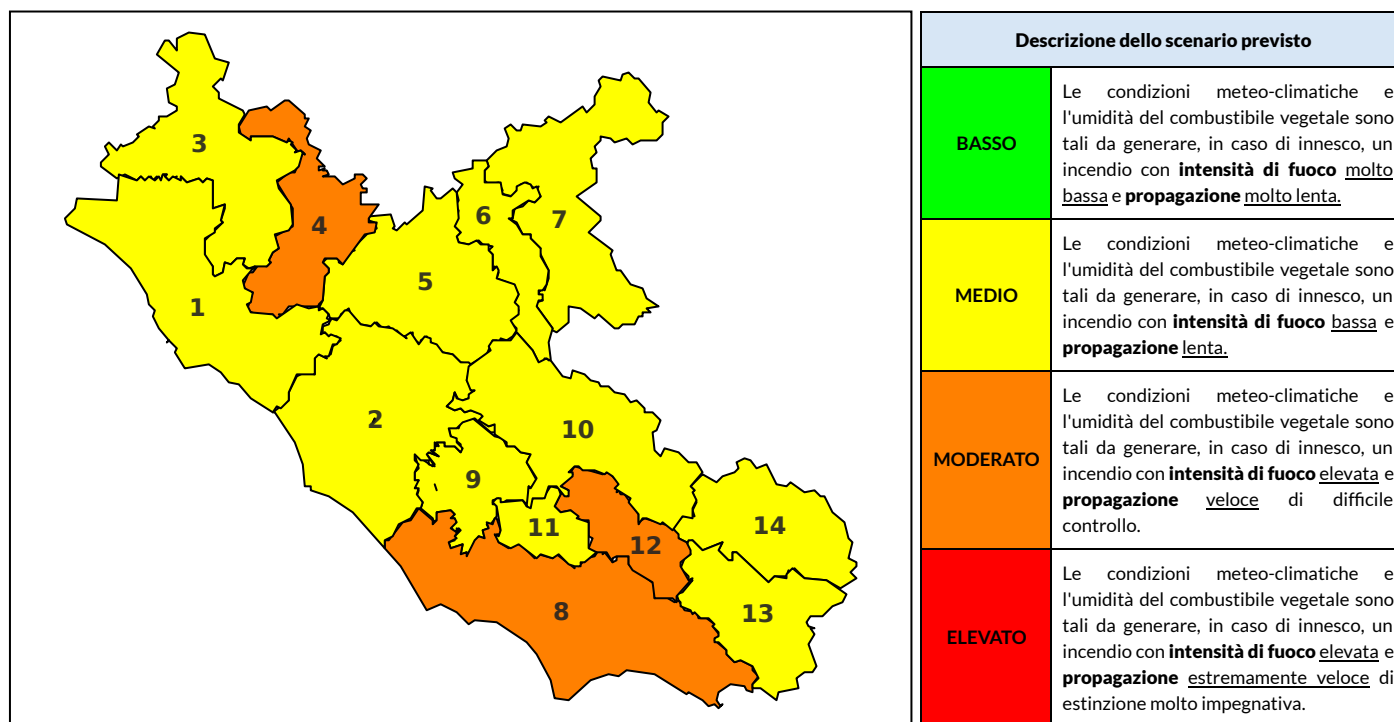 3
4
6
7
5
1
2
10
9
11
12
14
8
13
Descrizione dello scenario previsto
BASSO
Le condizioni meteo-climatiche e
l'umidità del combustibile vegetale sono
tali da generare, in caso di innesco, un
incendio con intensità di fuoco molto
bassa e propagazione molto lenta.
MEDIO
Le condizioni meteo-climatiche e
l'umidità del combustibile vegetale sono
tali da generare, in caso di innesco, un
incendio con intensità di fuoco bassa e
propagazione lenta.
MODERATO
Le condizioni meteo-climatiche e
l'umidità del combustibile vegetale sono
tali da generare, in caso di innesco, un
incendio con intensità di fuoco elevata e
propagazione veloce di difficile
controllo.
ELEVATO
Le condizioni meteo-climatiche e
l'umidità del combustibile vegetale sono
tali da generare, in caso di innesco, un
incendio con intensità di fuoco elevata e
propagazione estremamente veloce di
estinzione molto impegnativa.